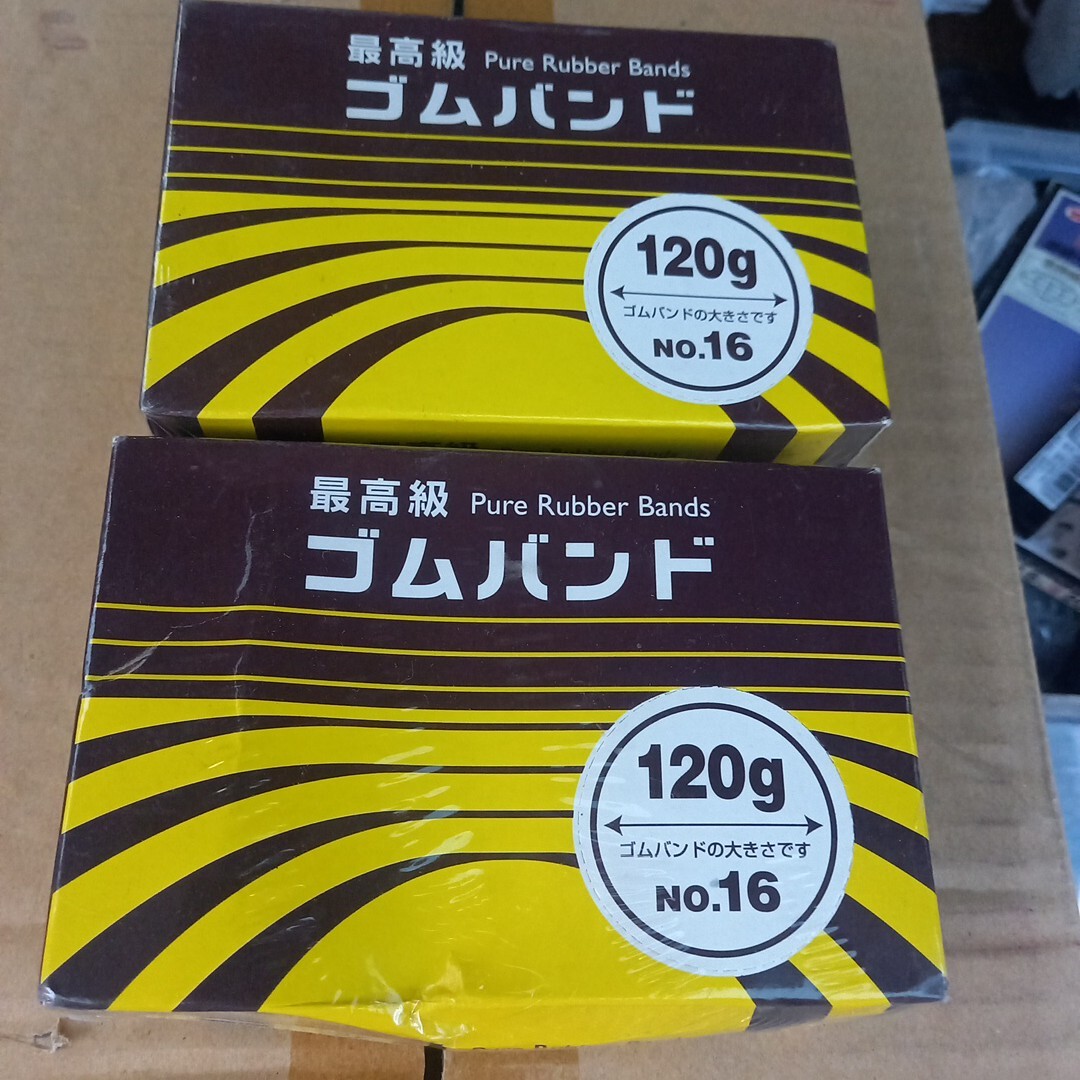 最高級 Pure Rubber Bands
ゴムバンド
120g
ゴムバンドの大きさです
NO.16
最高級 Pure Rubber Bands
ゴムバンド
120g
ゴムバンドの大きさです
NO.16